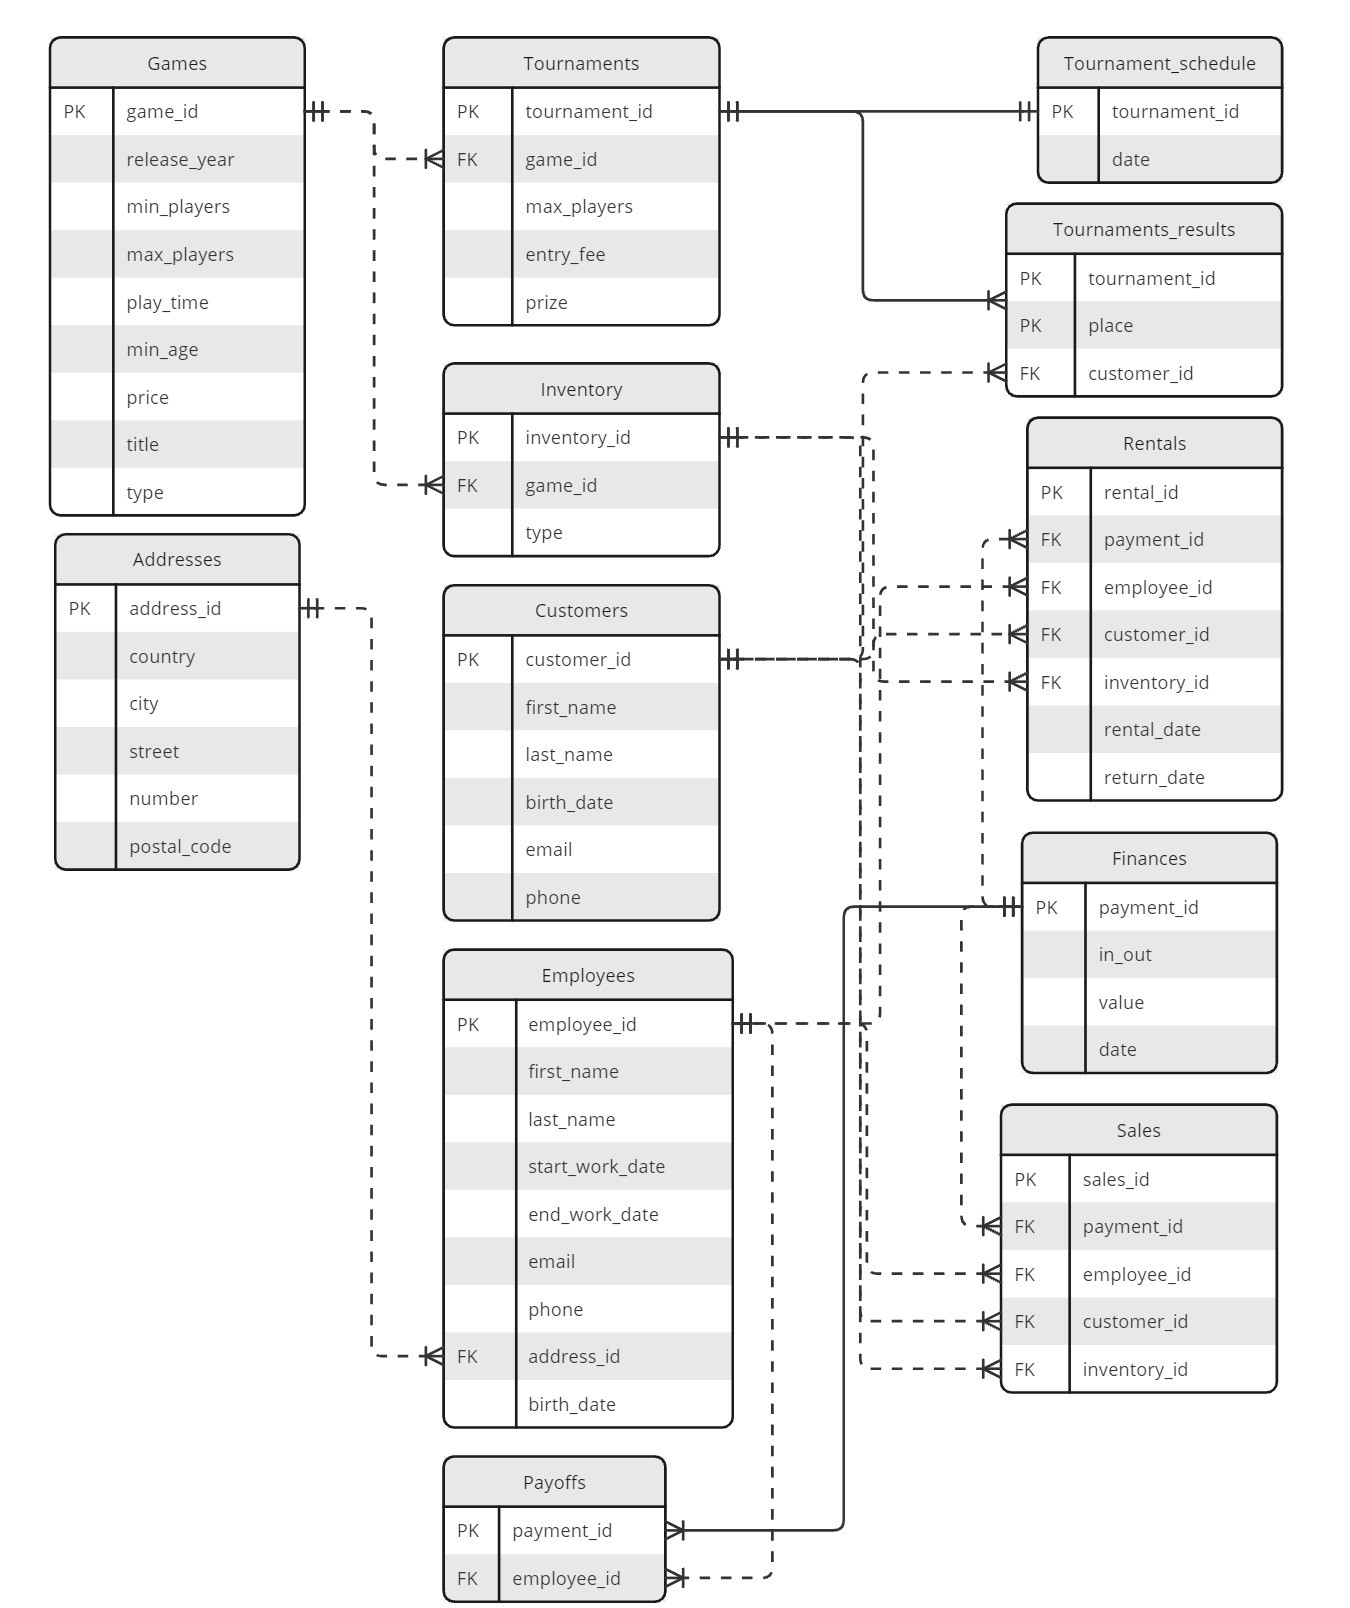 Games
PK game_id
release_year
min_players
max_players
play_time
min_age
price
title
type
Addresses
PK address_id
country
city
street
number
postal_code
Tournaments
PK tournament_id
FK game_id
max_players
entry_fee
prize
Inventory
PK inventory_id
FK game_id
type
Customers
PK customer_id
first_name
last_name
birth_date
email
phone
Employees
PK employee_id
first_name
last_name
start_work_date
end_work_date
email
phone
FK address_id
birth_date
Payoffs
PK payment_id
FK employee_id
Tournament_schedule
PK tournament_id
date
Tournaments_results
PK tournament_id
PK place
FK customer_id
Rentals
PK rental_id
FK payment_id
FK employee_id
FK customer_id
FK inventory_id
rental_date
return_date
Finances
PK payment_id
in_out
value
date
Sales
PK sales_id
FK payment_id
FK employee_id
FK customer_id
FK inventory_id